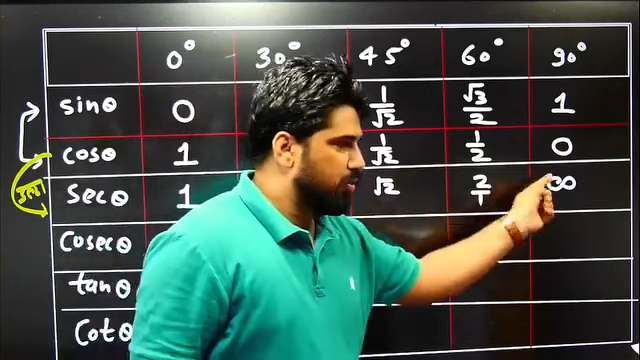 0° 30° 45° 60° 90°
sinθ 0 1/√2 √3/2 1
cosθ 1 1/√2 1/2 0
secθ 1 √2 2/1 ∞
cosecθ
tanθ
cotθ
उल्टा